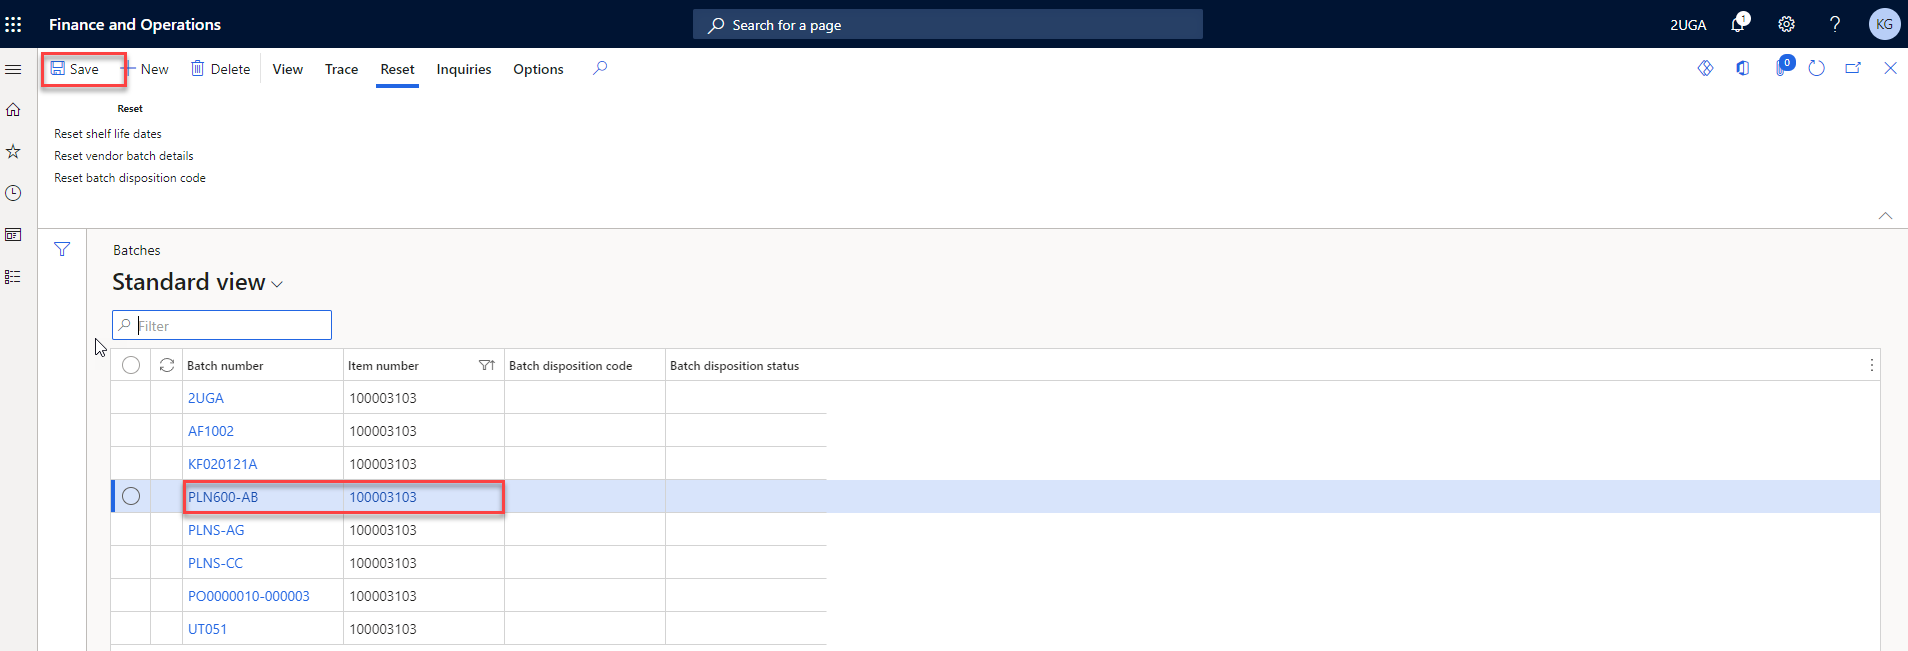 Finance and Operations
Search for a page
2UGA
1
?
KG
Save
New
Delete
View
Trace
Reset
Inquiries
Options
0
Reset
Reset shelf life dates
Reset vendor batch details
Reset batch disposition code
Batches
Standard view
Filter
Batch number Item number Batch disposition code Batch disposition status
2UGA 100003103
AF1002 100003103
KF020121A 100003103
PLN600-AB 100003103
PLNS-AG 100003103
PLNS-CC 100003103
PO0000010-000003 100003103
UT051 100003103